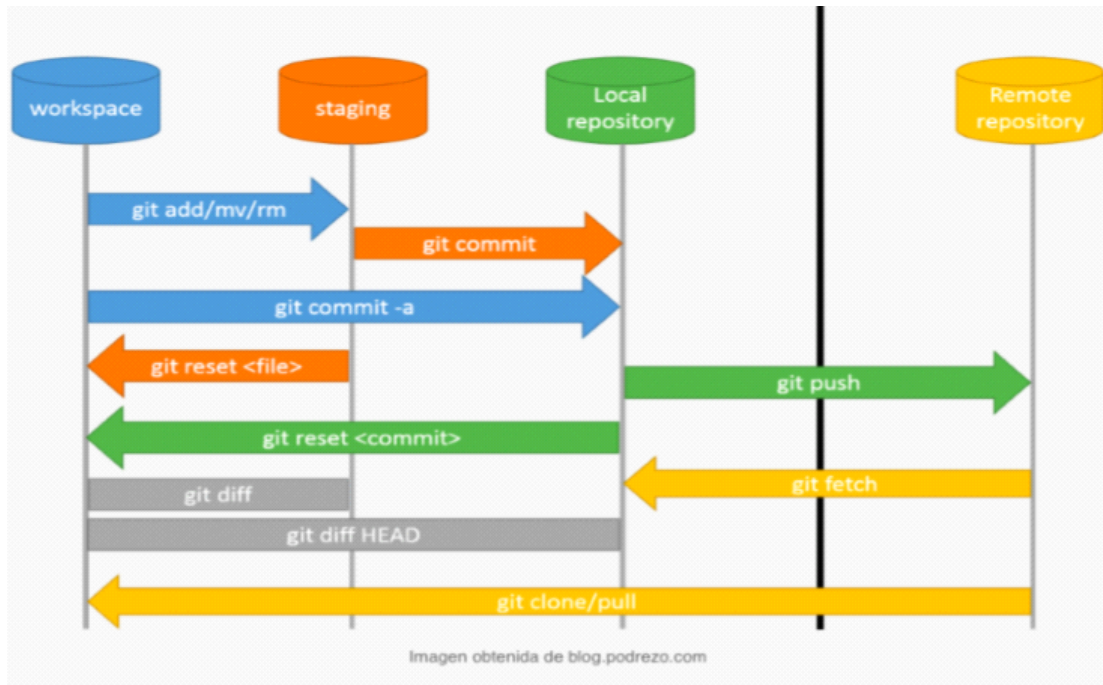 workspace
staging
Local
repository
Remote
repository
git add/mv/rm
git commit
git commit -a
git reset <file>
git push
git reset <commit>
git fetch
git diff
git diff HEAD
git clone/pull
Imagen obtenida de blog.podrezo.com